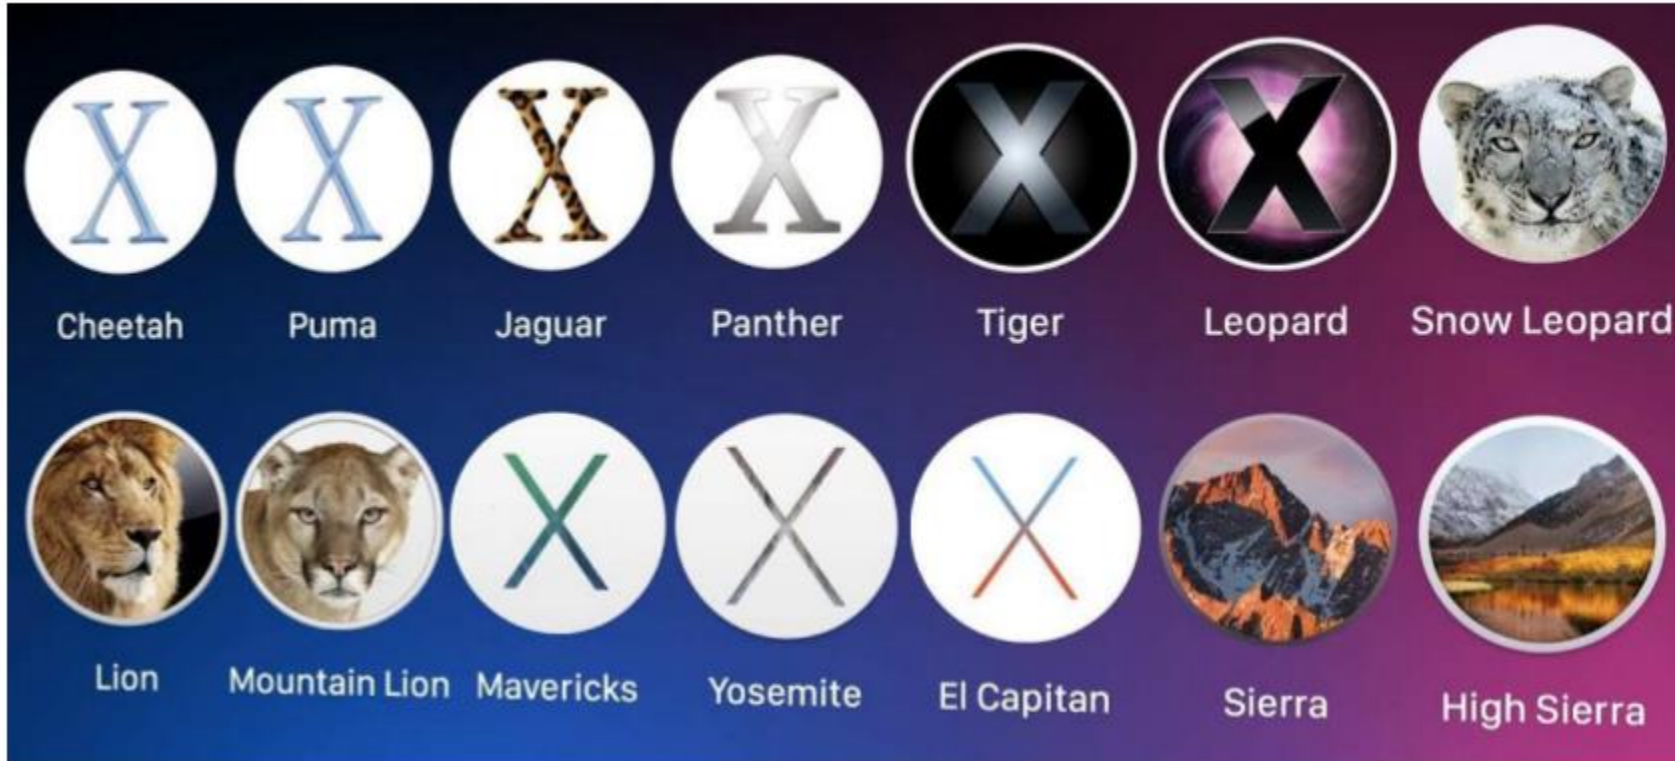 X X X X X X
Cheetah Puma Jaguar Panther Tiger Leopard Snow Leopard
X X X
Lion Mountain Lion Mavericks Yosemite El Capitan Sierra High Sierra